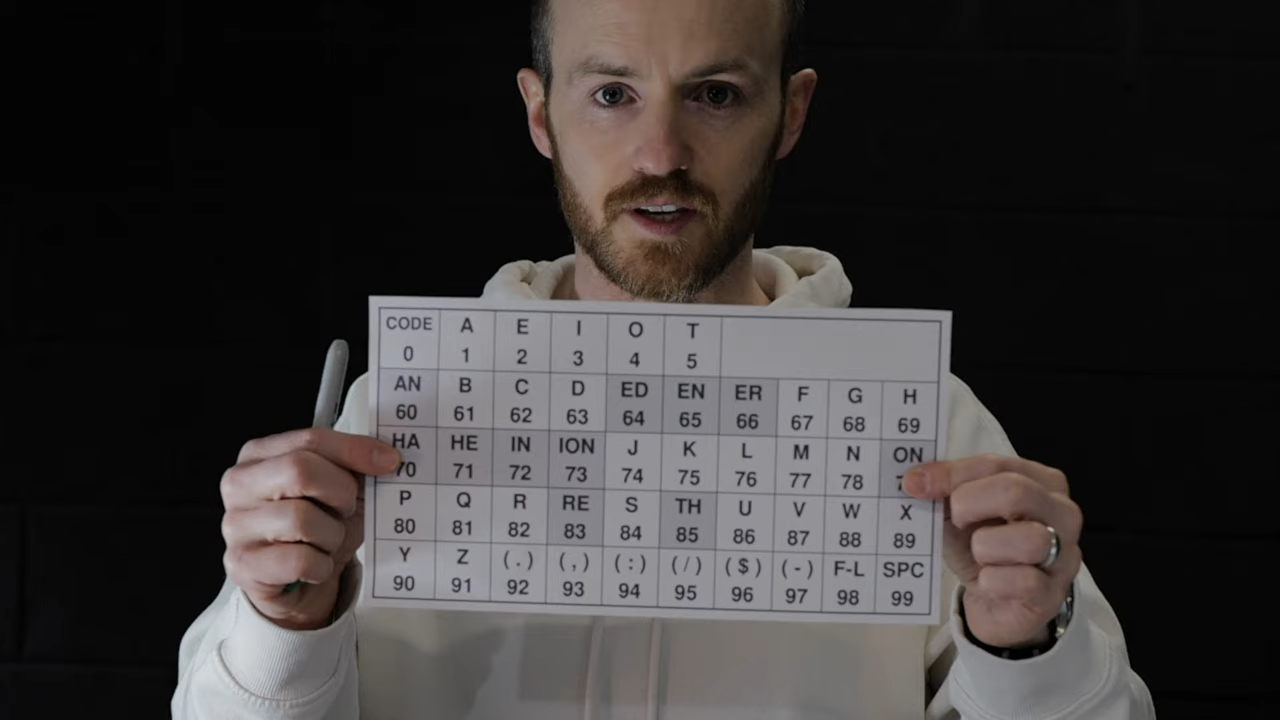 CODE A E I O T
0 1 2 3 4 5
AN B C D ED EN ER F G H
60 61 62 63 64 65 66 67 68 69
HA HE IN ION J K L M N ON
70 71 72 73 74 75 76 77 78 7
P Q R RE S TH U V W X
80 81 82 83 84 85 86 87 88 89
Y Z (.) (,) (:) (/) ($) (-) F-L SPC
90 91 92 93 94 95 96 97 98 99